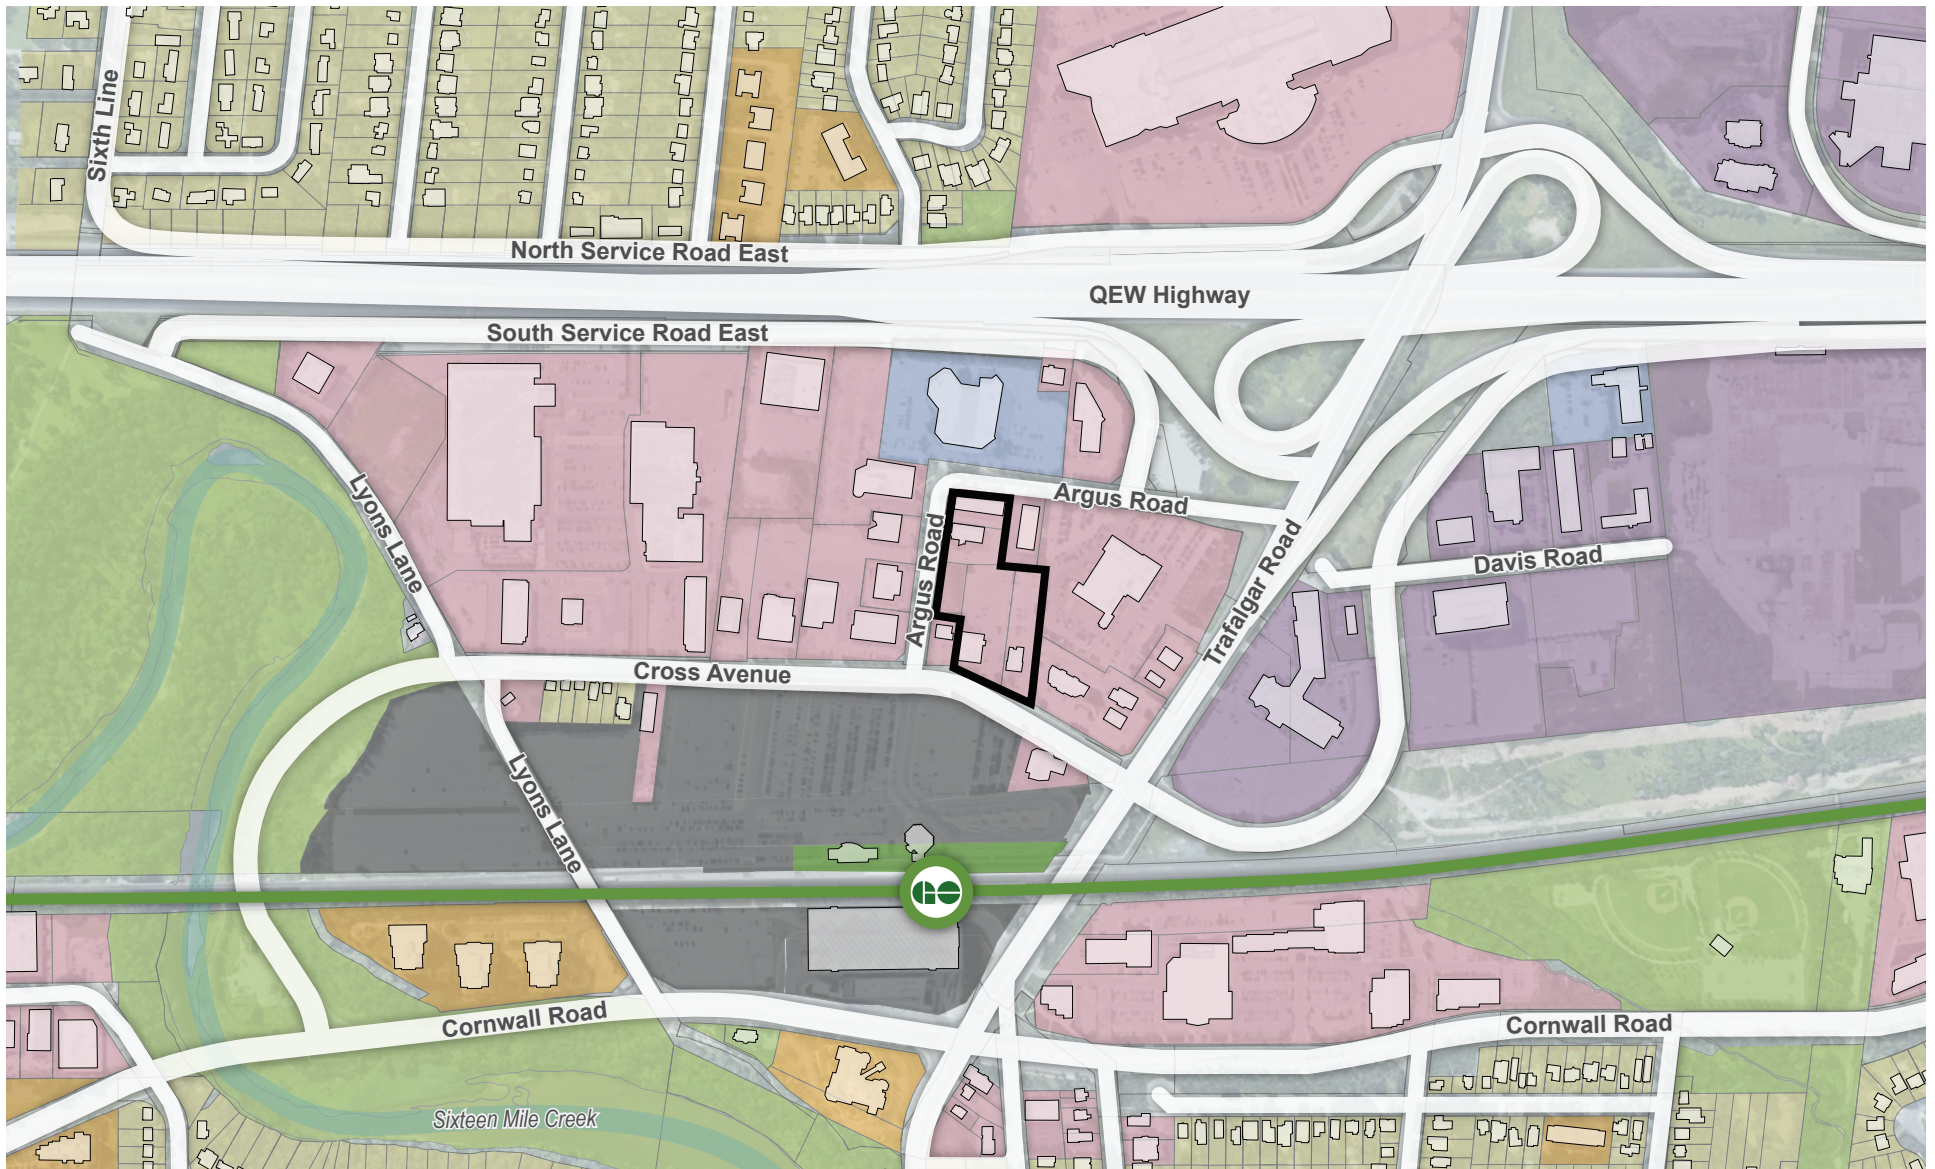 Sixth Line
North Service Road East
QEW Highway
South Service Road East
Lyons Lane
Argus Road
Argus Road
Trafalgar Road
Davis Road
Cross Avenue
Lyons Lane
GO
Cornwall Road
Cornwall Road
Sixteen Mile Creek